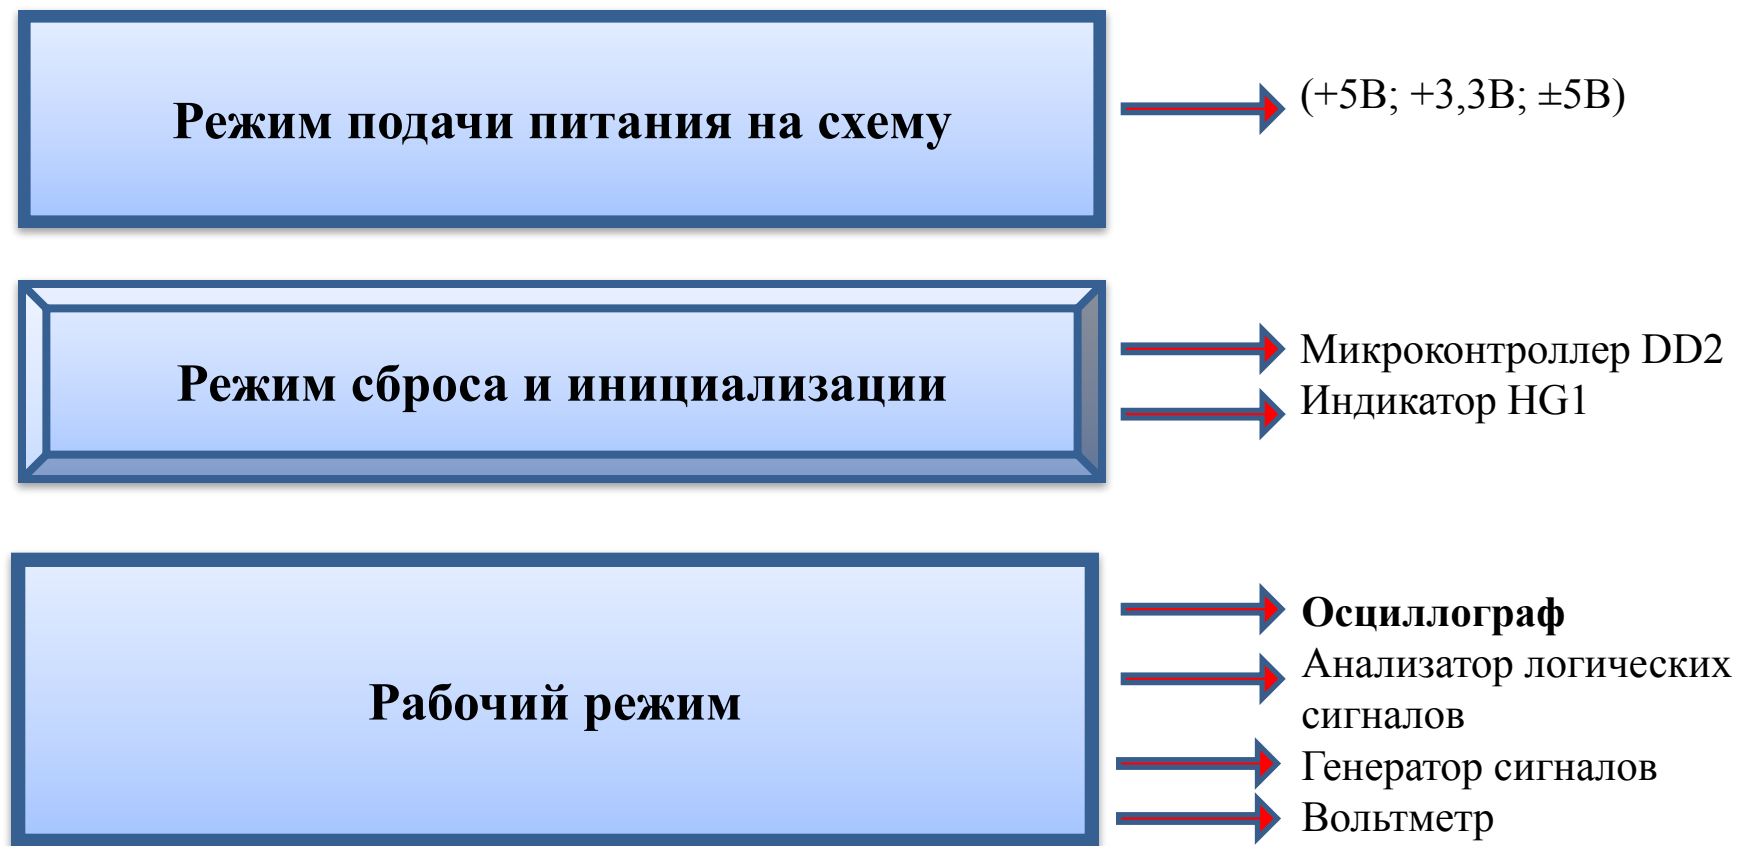 Режим подачи питания на схему
(+5В; +3,3В; ±5В)
Режим сброса и инициализации
Микроконтроллер DD2
Индикатор HG1
Рабочий режим
Осциллограф
Анализатор логических
сигналов
Генератор сигналов
Вольтметр